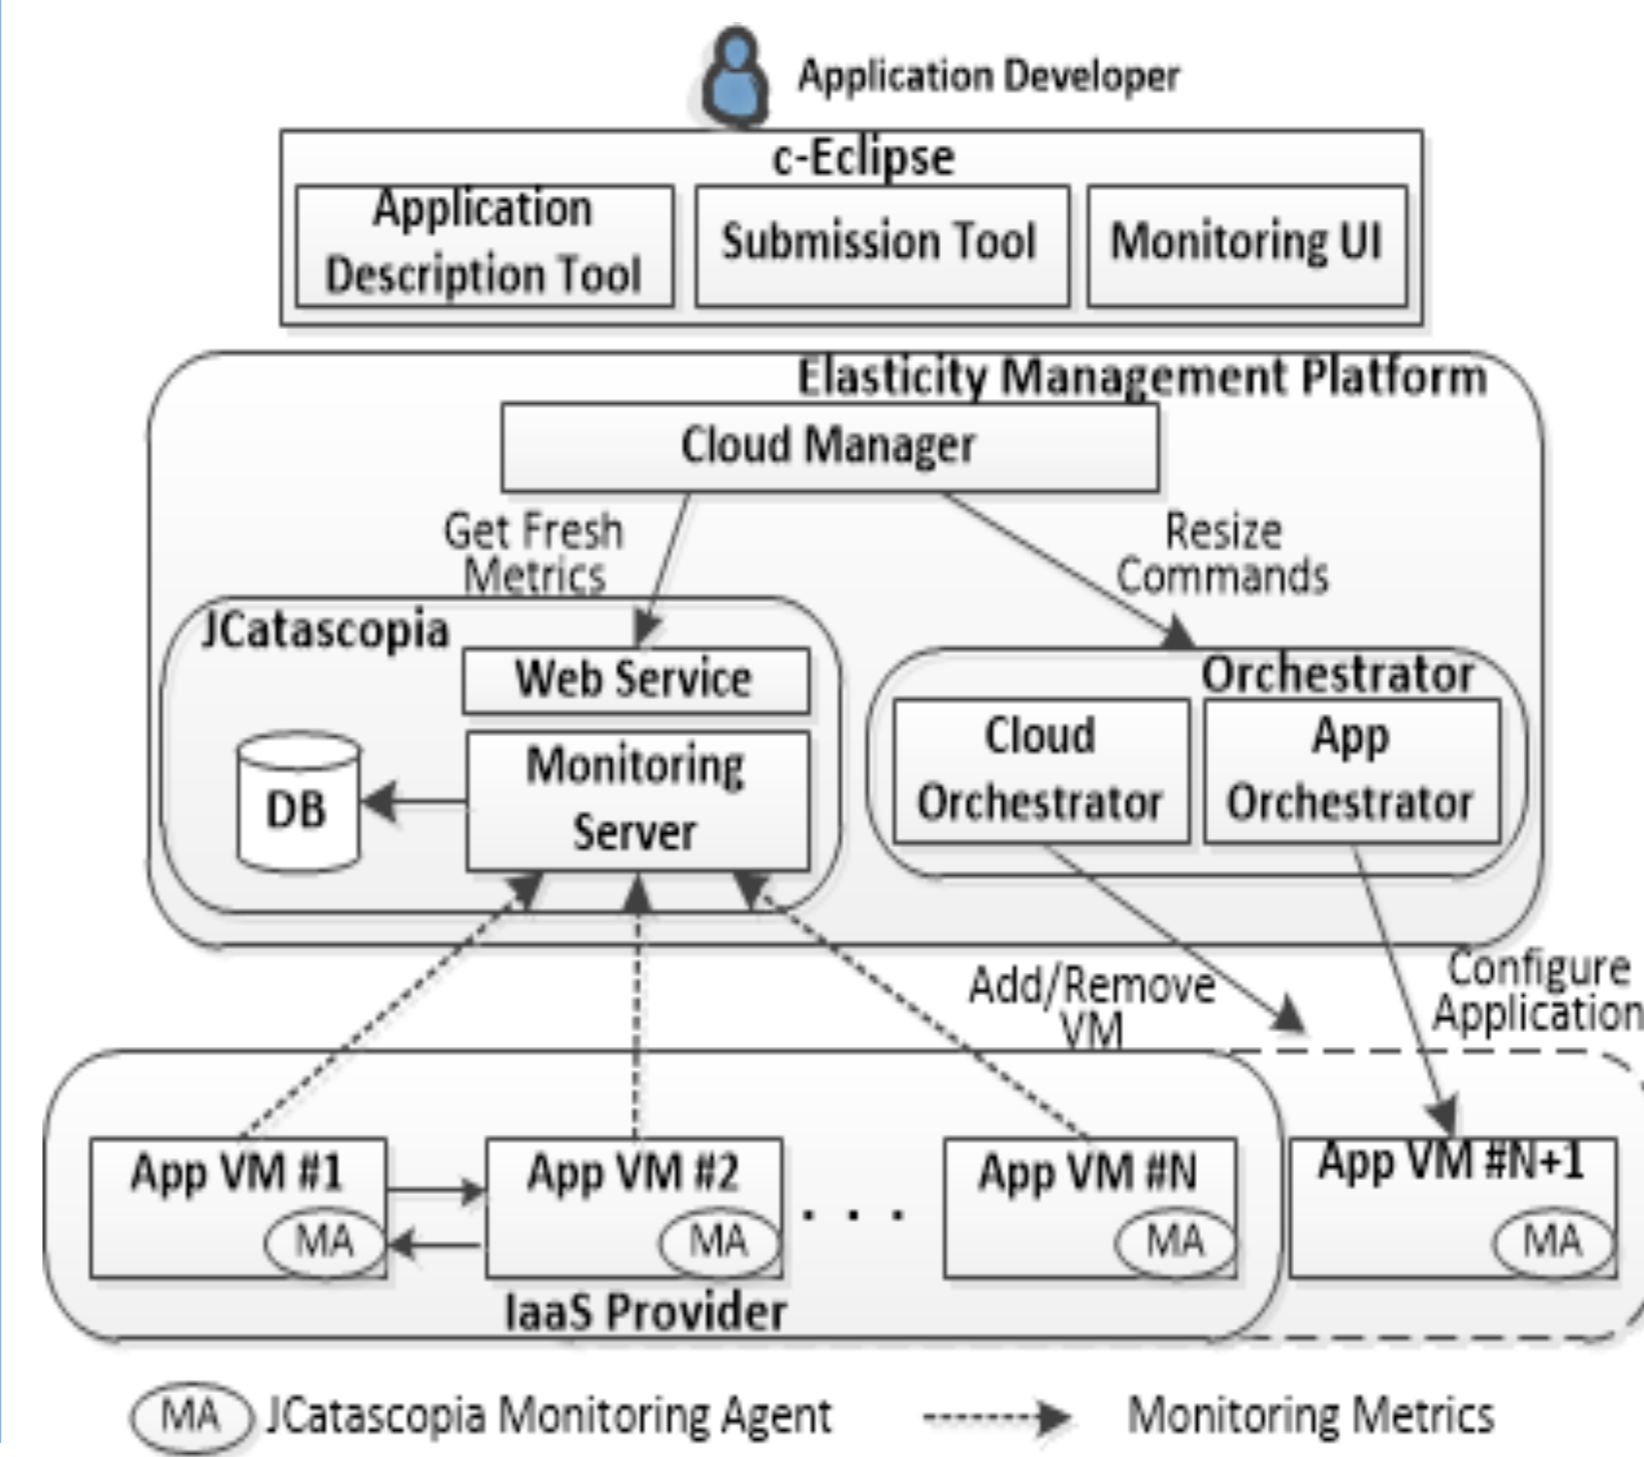 Application Developer
c-Eclipse
Application
Description Tool
Submission Tool
Monitoring UI
Elasticity Management Platform
Cloud Manager
Get Fresh
Metrics
Resize
Commands
JCatascopia
Web Service
Monitoring
Server
DB
Orchestrator
Cloud
Orchestrator
App
Orchestrator
Add/Remove
VM
Configure
Application
App VM #1
MA
App VM #2
MA
. . .
App VM #N
MA
App VM #N+1
MA
IaaS Provider
MA
JCatascopia Monitoring Agent
Monitoring Metrics